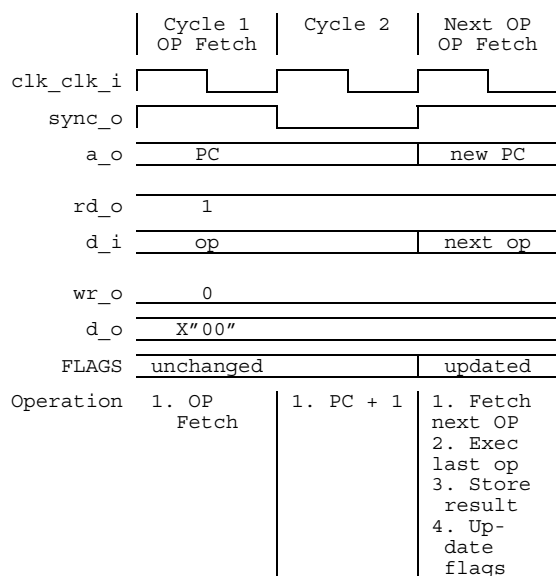 Cycle 1 Cycle 2 Next OP
OP Fetch OP Fetch
clk_clk_i
sync_o
a_o PC new PC
rd_o 1
d_i op next op
wr_o 0
d_o X"00"
FLAGS unchanged updated
Operation 1. OP 1. PC + 1 1. Fetch
Fetch next OP
2. Exec
last op
3. Store
result
4. Up-
date
flags